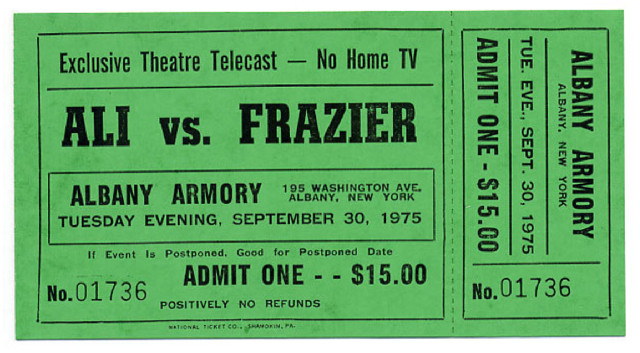 Exclusive Theatre Telecast — No Home TV
ALI vs. FRAZIER
ALBANY ARMORY 195 WASHINGTON AVE. ALBANY, NEW YORK
TUESDAY EVENING, SEPTEMBER 30, 1975
If Event Is Postponed, Good for Postponed Date
ADMIT ONE - - $15.00
No. 01736
POSITIVELY NO REFUNDS
NATIONAL TICKET CO., SHAMOKIN, PA.
ALBANY ARMORY
ALBANY, NEW YORK
TUE. EVE., SEPT. 30, 1975
ADMIT ONE - $15.00
No. 01736